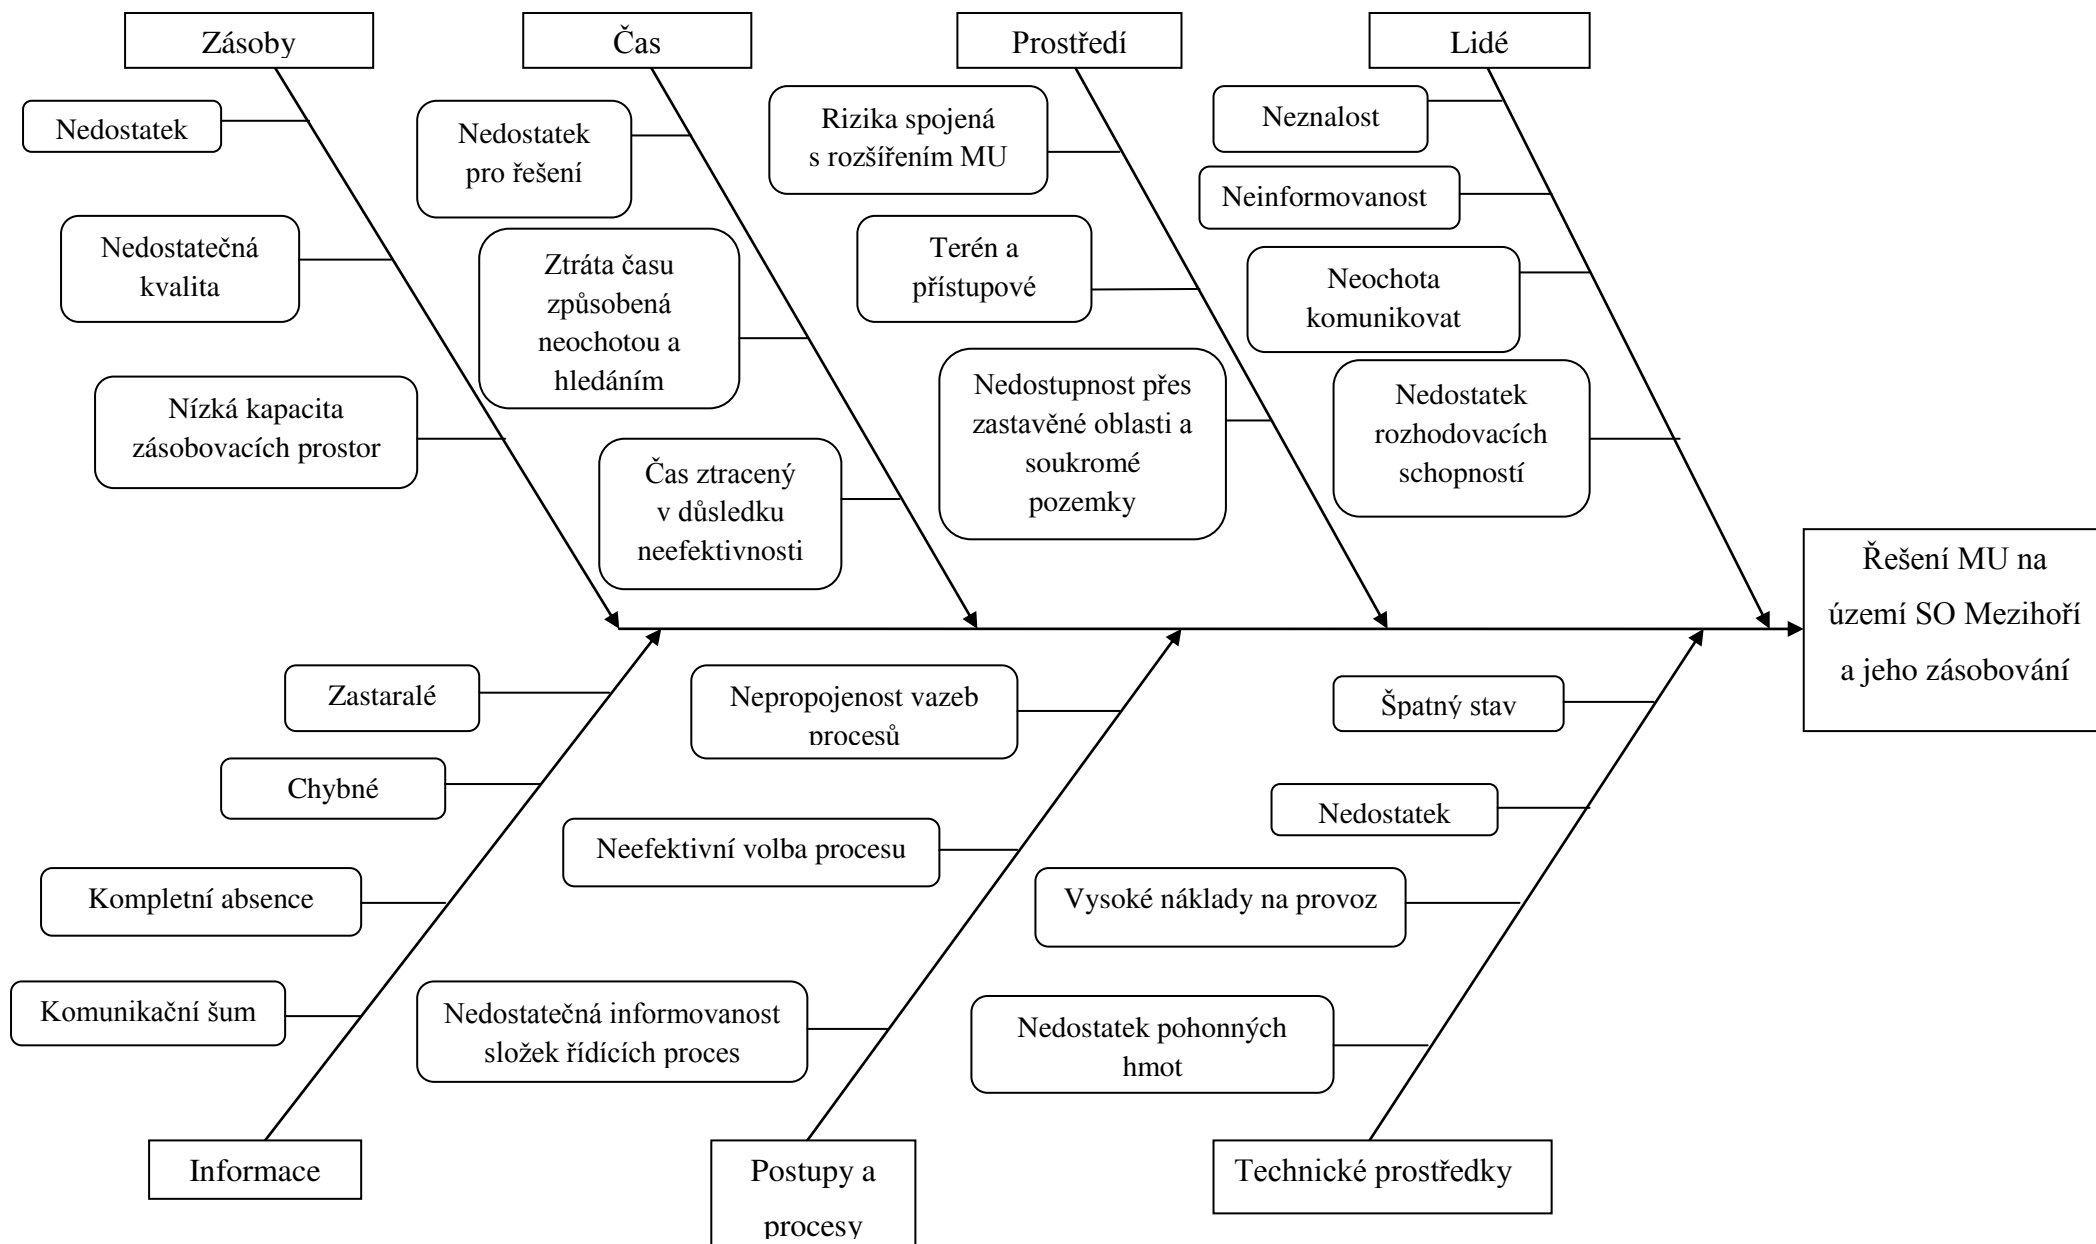 Zásoby
Čas
Prostředí
Lidé
Nedostatek
Nedostatečná
kvalita
Nízká kapacita
zásobovacích prostor
Nedostatek
pro řešení
Ztráta času
způsobená
neochotou a
hledáním
Čas ztracený
v důsledku
neefektivnosti
Rizika spojená
s rozšířením MU
Terén a
přístupové
Nedostupnost přes
zastavěné oblasti a
soukromé
pozemky
Neznalost
Neinformovanost
Neochota
komunikovat
Nedostatek
rozhodovacích
schopností
Řešení MU na
území SO Mezihoří
a jeho zásobování
Zastaralé
Chybné
Kompletní absence
Komunikační šum
Nepropojenost vazeb
procesů
Neefektivní volba procesu
Nedostatečná informovanost
složek řídících proces
Špatný stav
Nedostatek
Vysoké náklady na provoz
Nedostatek pohonných
hmot
Informace
Postupy a
procesy
Technické prostředky